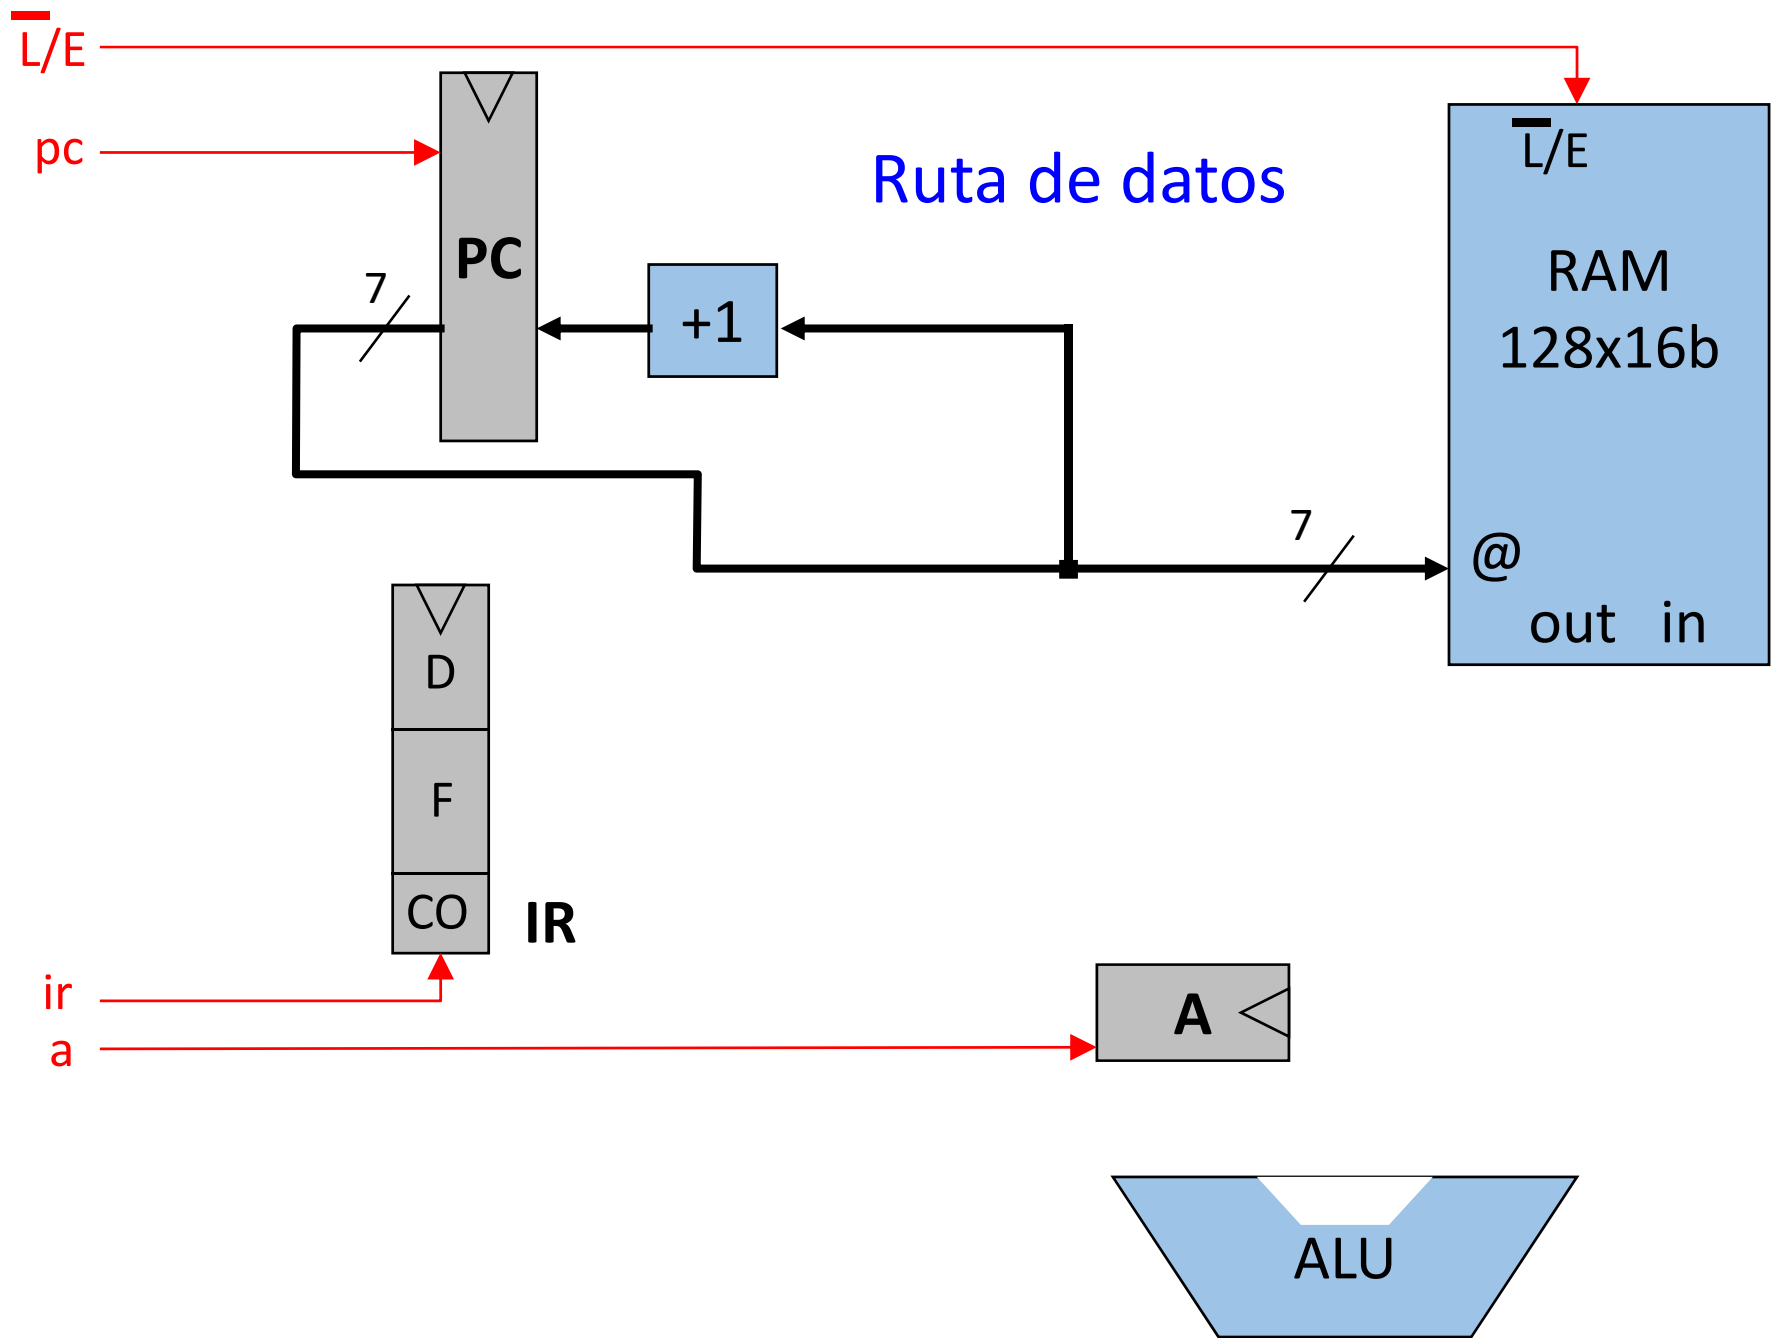 L/E
pc
PC
7
+1
Ruta de datos
L/E
RAM
128x16b
7
@
out in
D
F
CO
IR
ir
a
A
ALU